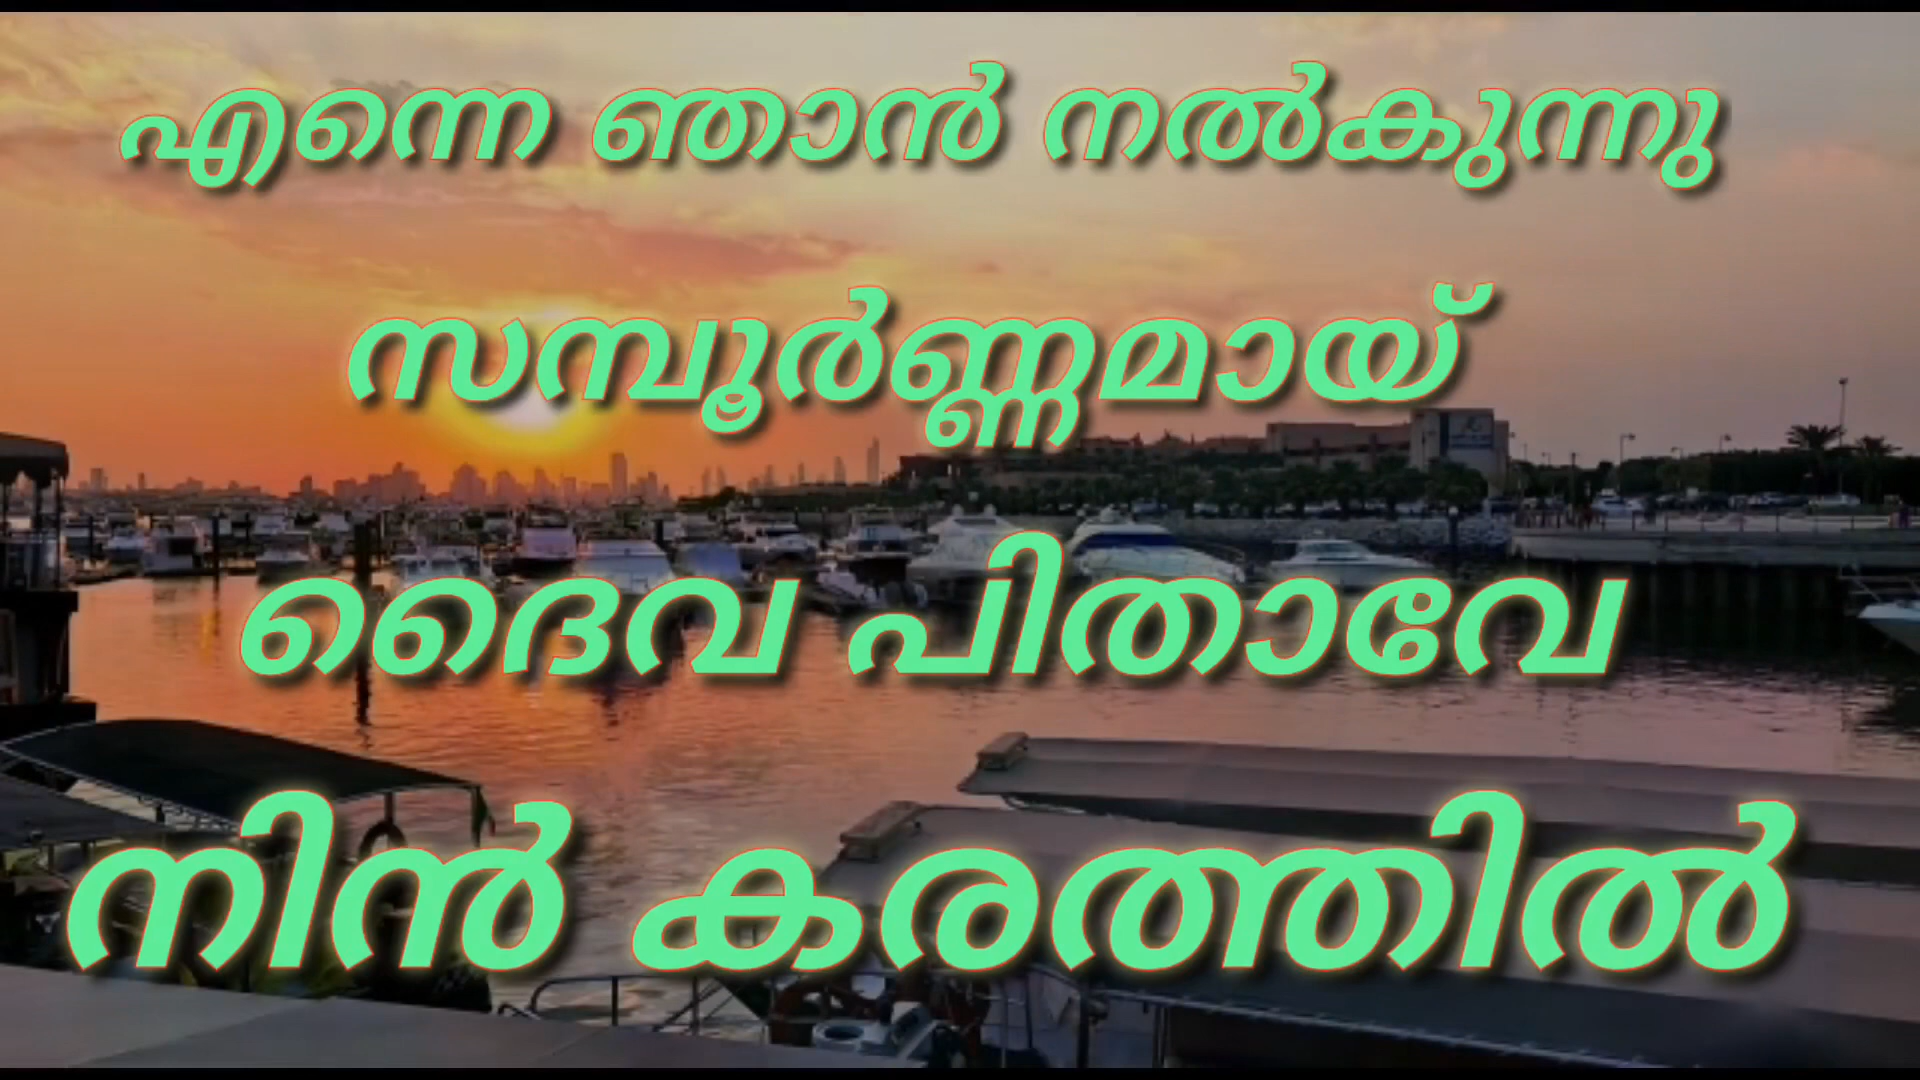 എന്നെ ഞാൻ നൽകുന്നു
സമ്പൂർണ്ണമായ്
ദൈവ പിതാവേ
നിൻ കരത്തിൽ